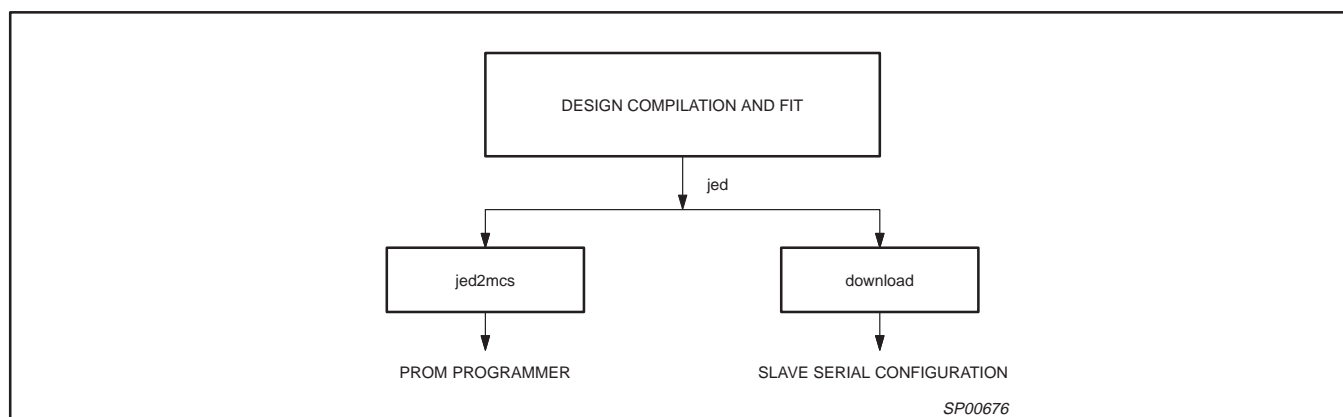 DESIGN COMPILATION AND FIT
jed
jed2mcs
download
PROM PROGRAMMER
SLAVE SERIAL CONFIGURATION
SP00676